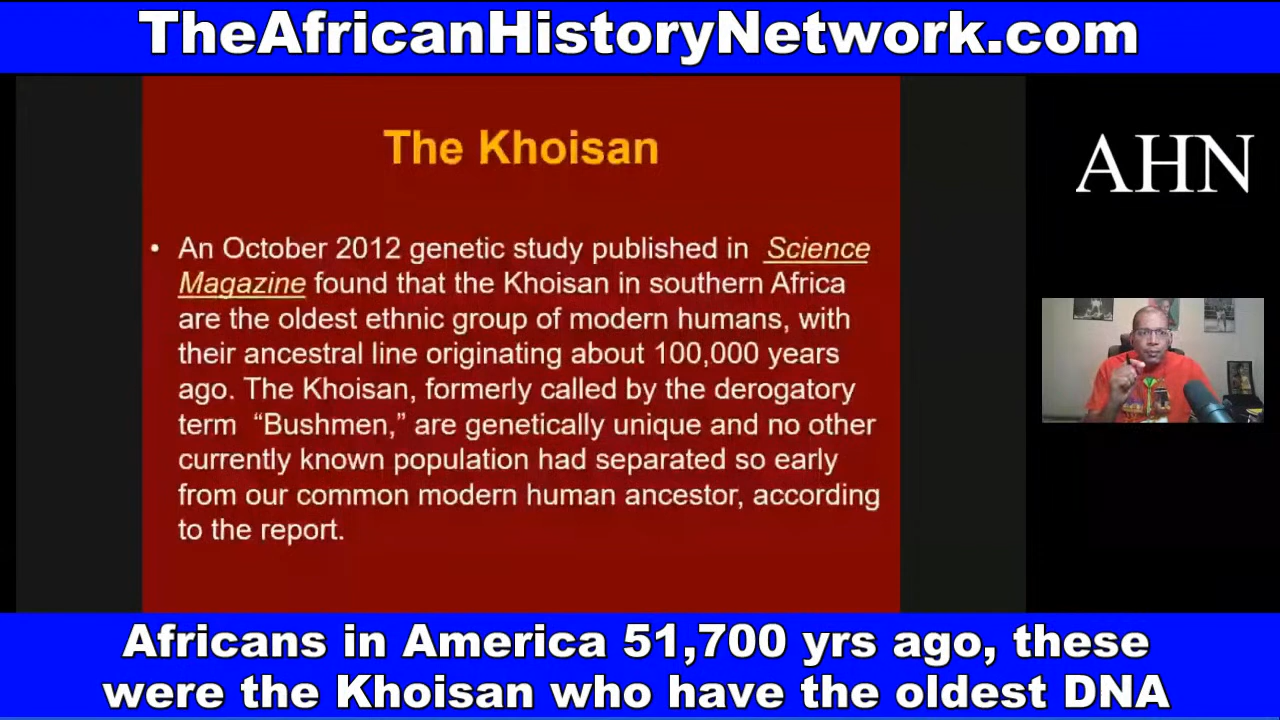 TheAfricanHistoryNetwork.com
The Khoisan
AHN
• An October 2012 genetic study published in Science
Magazine found that the Khoisan in southern Africa
are the oldest ethnic group of modern humans, with
their ancestral line originating about 100,000 years
ago. The Khoisan, formerly called by the derogatory
term “Bushmen,” are genetically unique and no other
currently known population had separated so early
from our common modern human ancestor, according
to the report.
Africans in America 51,700 yrs ago, these
were the Khoisan who have the oldest DNA